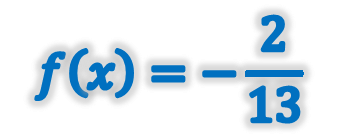 f(x) = −2/13